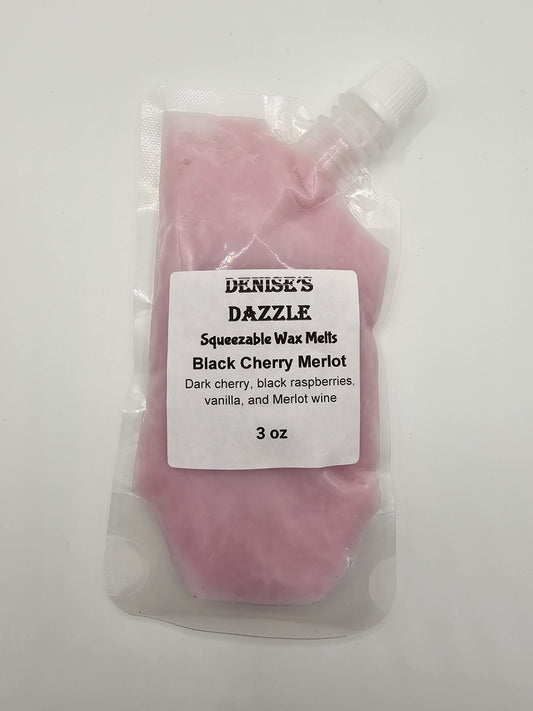 DENISE'S
DAZZLE
Squeezable Wax Melts
Black Cherry Merlot
Dark cherry, black raspberries,
vanilla, and Merlot wine
3 oz